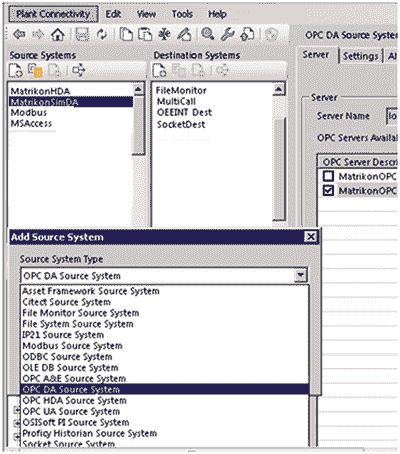 Plant Connectivity Edit View Tools Help
OPC DA Source Syste
Source Systems
Destination Systems
Server Settings Al
MatrikonHDA
MatrikonSimDA
Modbus
MSAccess
FileMonitor
MultiCall
OEEINT Dest
SocketDest
Server
Server Name lo
OPC Servers Availa
OPC Server Descri
MatrikonOPC
MatrikonOPC
Add Source System
Source System Type
OPC DA Source System
Asset Framework Source System
Citect Source System
File Monitor Source System
File System Source System
IP21 Source System
Modbus Source System
ODBC Source System
OLE DB Source System
OPC A&E Source System
OPC DA Source System
OPC HDA Source System
OPC UA Source System
OSISoft PI Source System
Proficy Historian Source System
Socket Source System